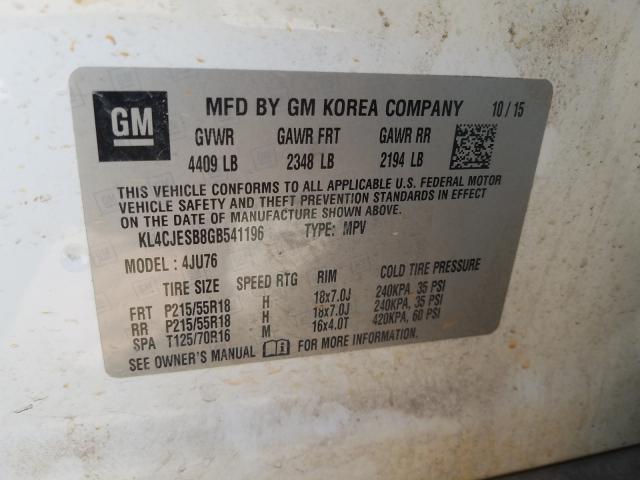 GM MFD BY GM KOREA COMPANY 10/15
GVWR GAWR FRT GAWR RR
4409 LB 2348 LB 2194 LB
THIS VEHICLE CONFORMS TO ALL APPLICABLE U.S. FEDERAL MOTOR
VEHICLE SAFETY AND THEFT PREVENTION STANDARDS IN EFFECT
ON THE DATE OF MANUFACTURE SHOWN ABOVE.
KL4CJESB8GB541196 TYPE: MPV
MODEL: 4JU76
TIRE SIZE SPEED RTG RIM COLD TIRE PRESSURE
FRT P215/55R18 H 18x7.0J 240KPA, 35 PSI
RR P215/55R18 H 18x7.0J 240KPA, 35 PSI
SPA T125/70R16 M 16x4.0T 420KPA, 60 PSI
SEE OWNER'S MANUAL FOR MORE INFORMATION.